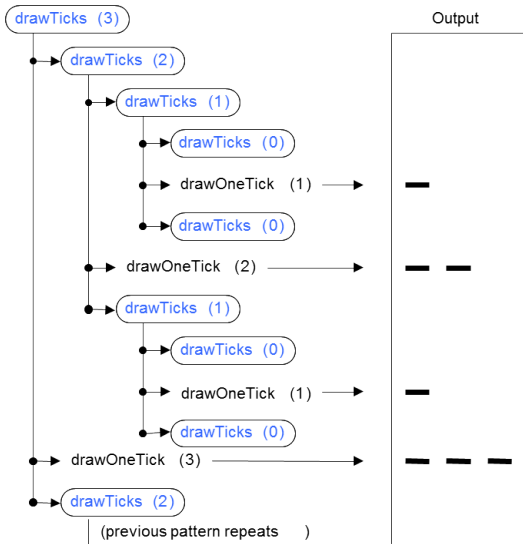 drawTicks (3)
Output
drawTicks (2)
drawTicks (1)
drawTicks (0)
drawOneTick (1)
drawTicks (0)
drawOneTick (2)
drawTicks (1)
drawTicks (0)
drawOneTick (1)
drawTicks (0)
drawOneTick (3)
drawTicks (2)
(previous pattern repeats )